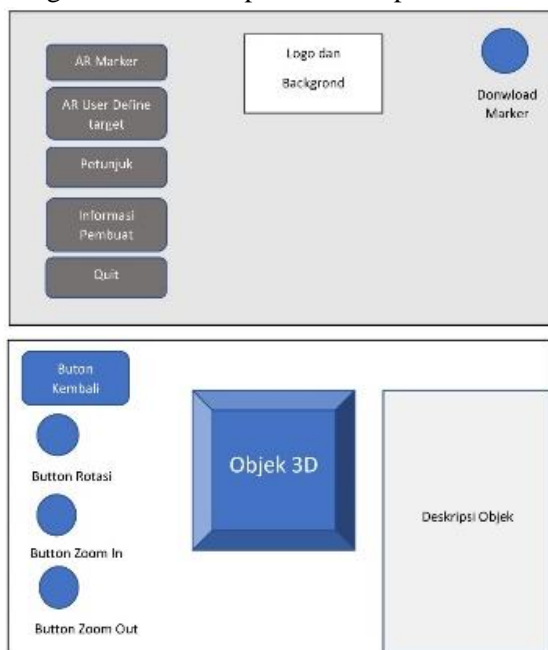 AR Marker
AR User Define
target
Petunjuk
Informasi
Pembuat
Quit
Logo dan
Backgrond
Donwload
Marker
Buton
Kembali
Button Rotasi
Button Zoom In
Button Zoom Out
Objek 3D
Deskripsi Objek